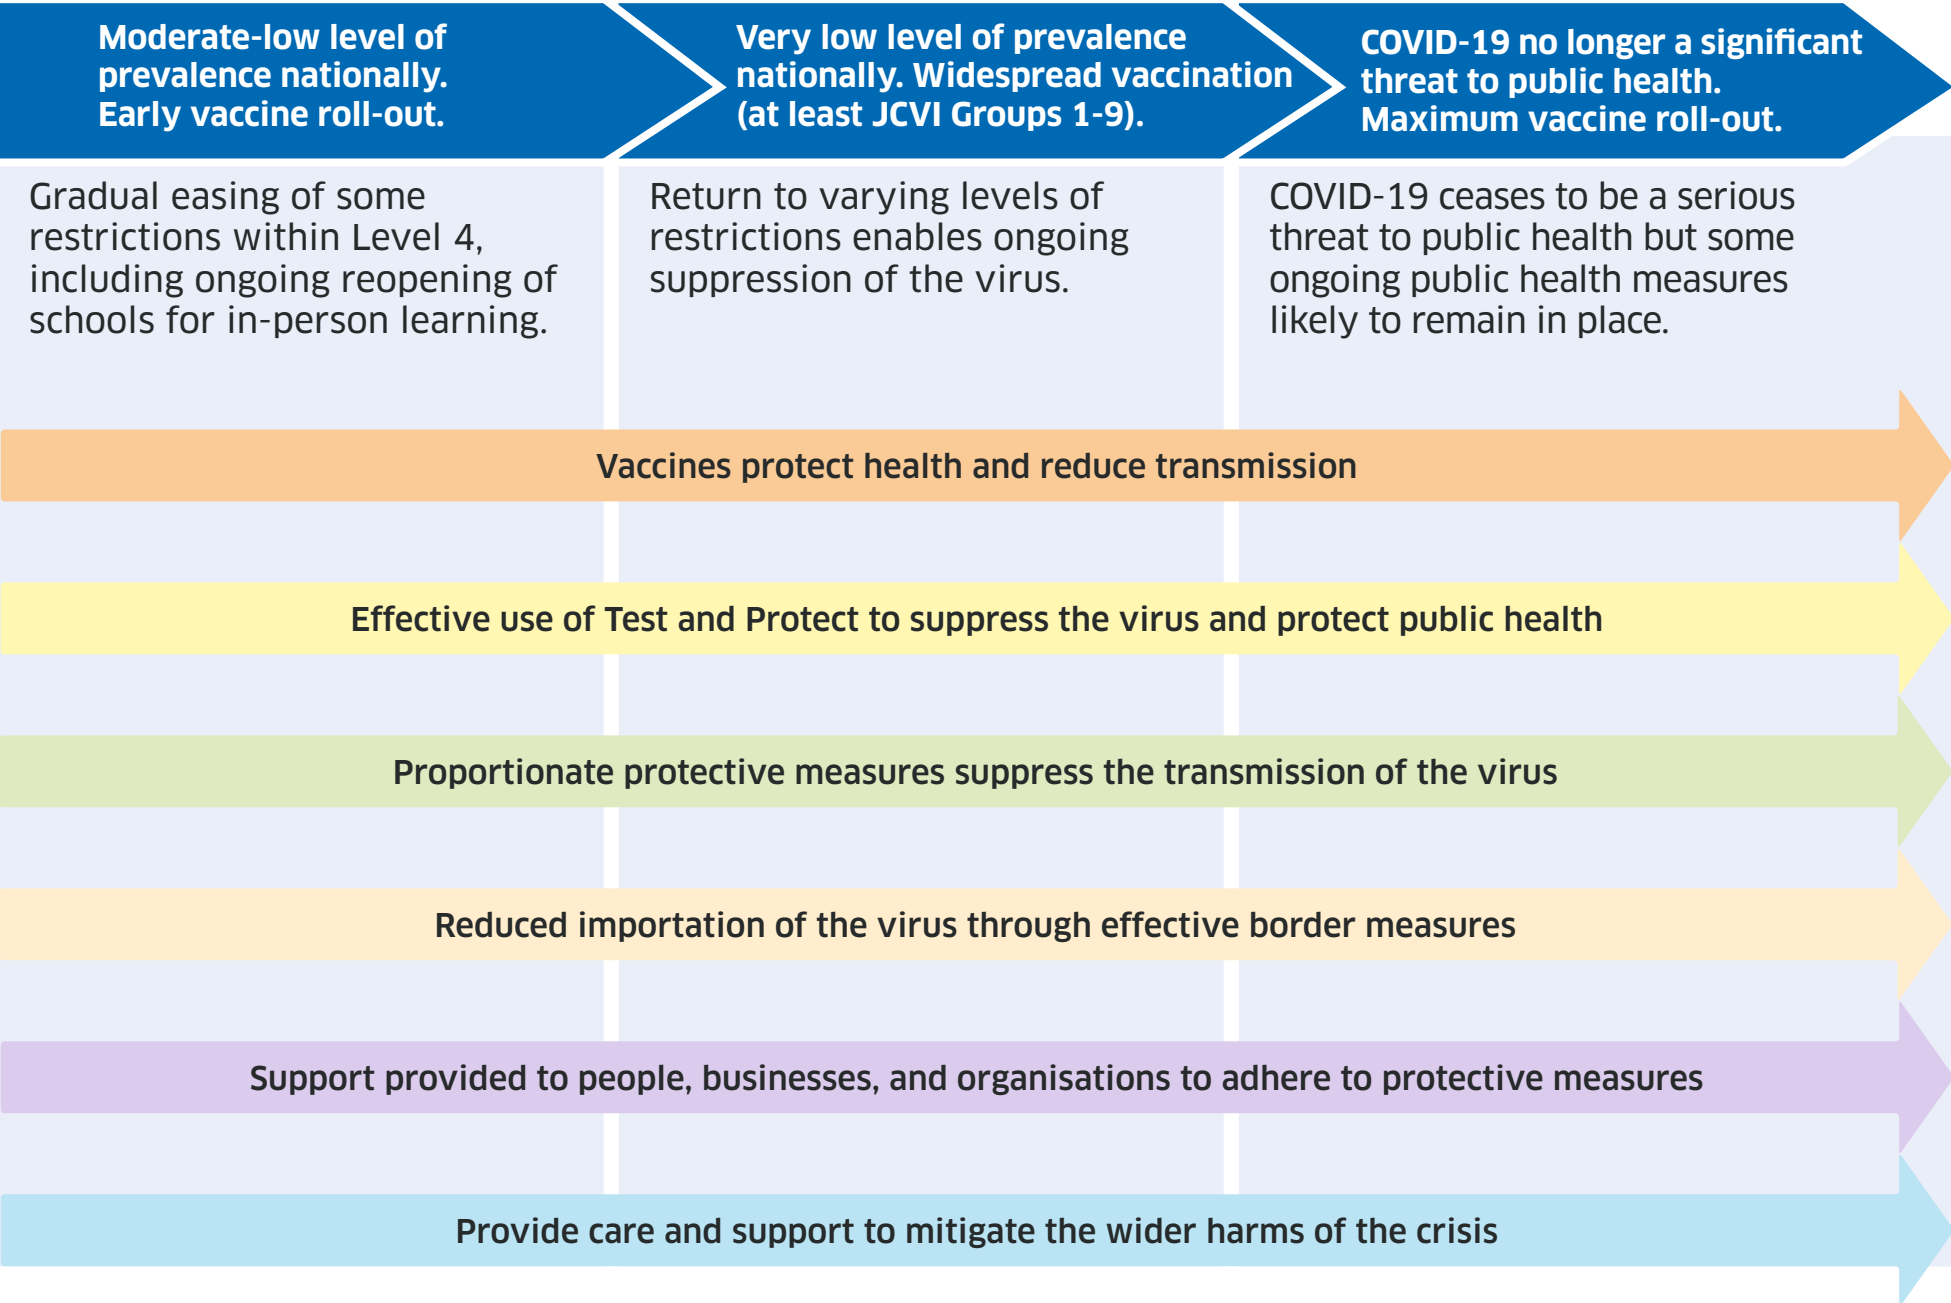 Moderate-low level of
prevalence nationally.
Early vaccine roll-out.
Very low level of prevalence
nationally. Widespread vaccination
(at least JCVI Groups 1-9).
COVID-19 no longer a significant
threat to public health.
Maximum vaccine roll-out.
Gradual easing of some
restrictions within Level 4,
including ongoing reopening of
schools for in-person learning.
Return to varying levels of
restrictions enables ongoing
suppression of the virus.
COVID-19 ceases to be a serious
threat to public health but some
ongoing public health measures
likely to remain in place.
Vaccines protect health and reduce transmission
Effective use of Test and Protect to suppress the virus and protect public health
Proportionate protective measures suppress the transmission of the virus
Reduced importation of the virus through effective border measures
Support provided to people, businesses, and organisations to adhere to protective measures
Provide care and support to mitigate the wider harms of the crisis